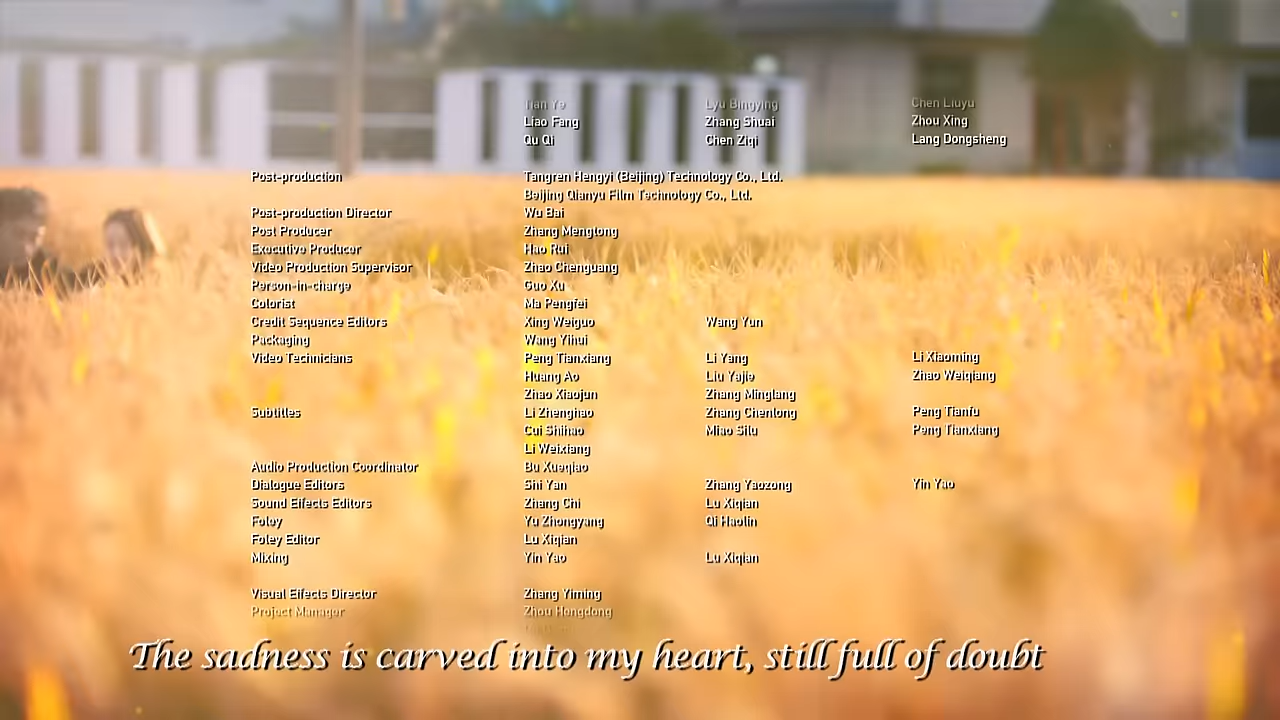 Tian Ye Lyu Bingying Chen Liuyu
Liao Fang Zhang Shuai Zhou Xing
Qu Qi Chen Ziqi Lang Dongsheng
Post-production Tangren Hengyi (Beijing) Technology Co., Ltd.
Beijing Qianyu Film Technology Co., Ltd.
Post-production Director Wu Bai
Post Producer Zhang Mengtong
Executive Producer Hao Rui
Video Production Supervisor Zhao Chenguang
Person-in-charge Guo Xu
Colorist Ma Pengfei
Credit Sequence Editors Xing Weiguo Wang Yun
Packaging Wang Yihui
Video Technicians Peng Tianxiang Li Yang Li Xiaoming
Huang Ao Liu Yajie Zhao Weiqiang
Zhao Xiaojun Zhang Minglang
Subtitles Li Zhenghao Zhang Chenlong Peng Tianfu
Cui Shihao Miao Silu Peng Tianxiang
Li Weixiang
Audio Production Coordinator Bu Xueqiao
Dialogue Editors Shi Yan Zhang Yaozong Yin Yao
Sound Effects Editors Zhang Chi Lu Xiqian
Foley Yu Zhongyang Qi Haolin
Foley Editor Lu Xiqian
Mixing Yin Yao Lu Xiqian
Visual Effects Director Zhang Yiming
Project Manager Zhou Hongdong
The sadness is carved into my heart, still full of doubt